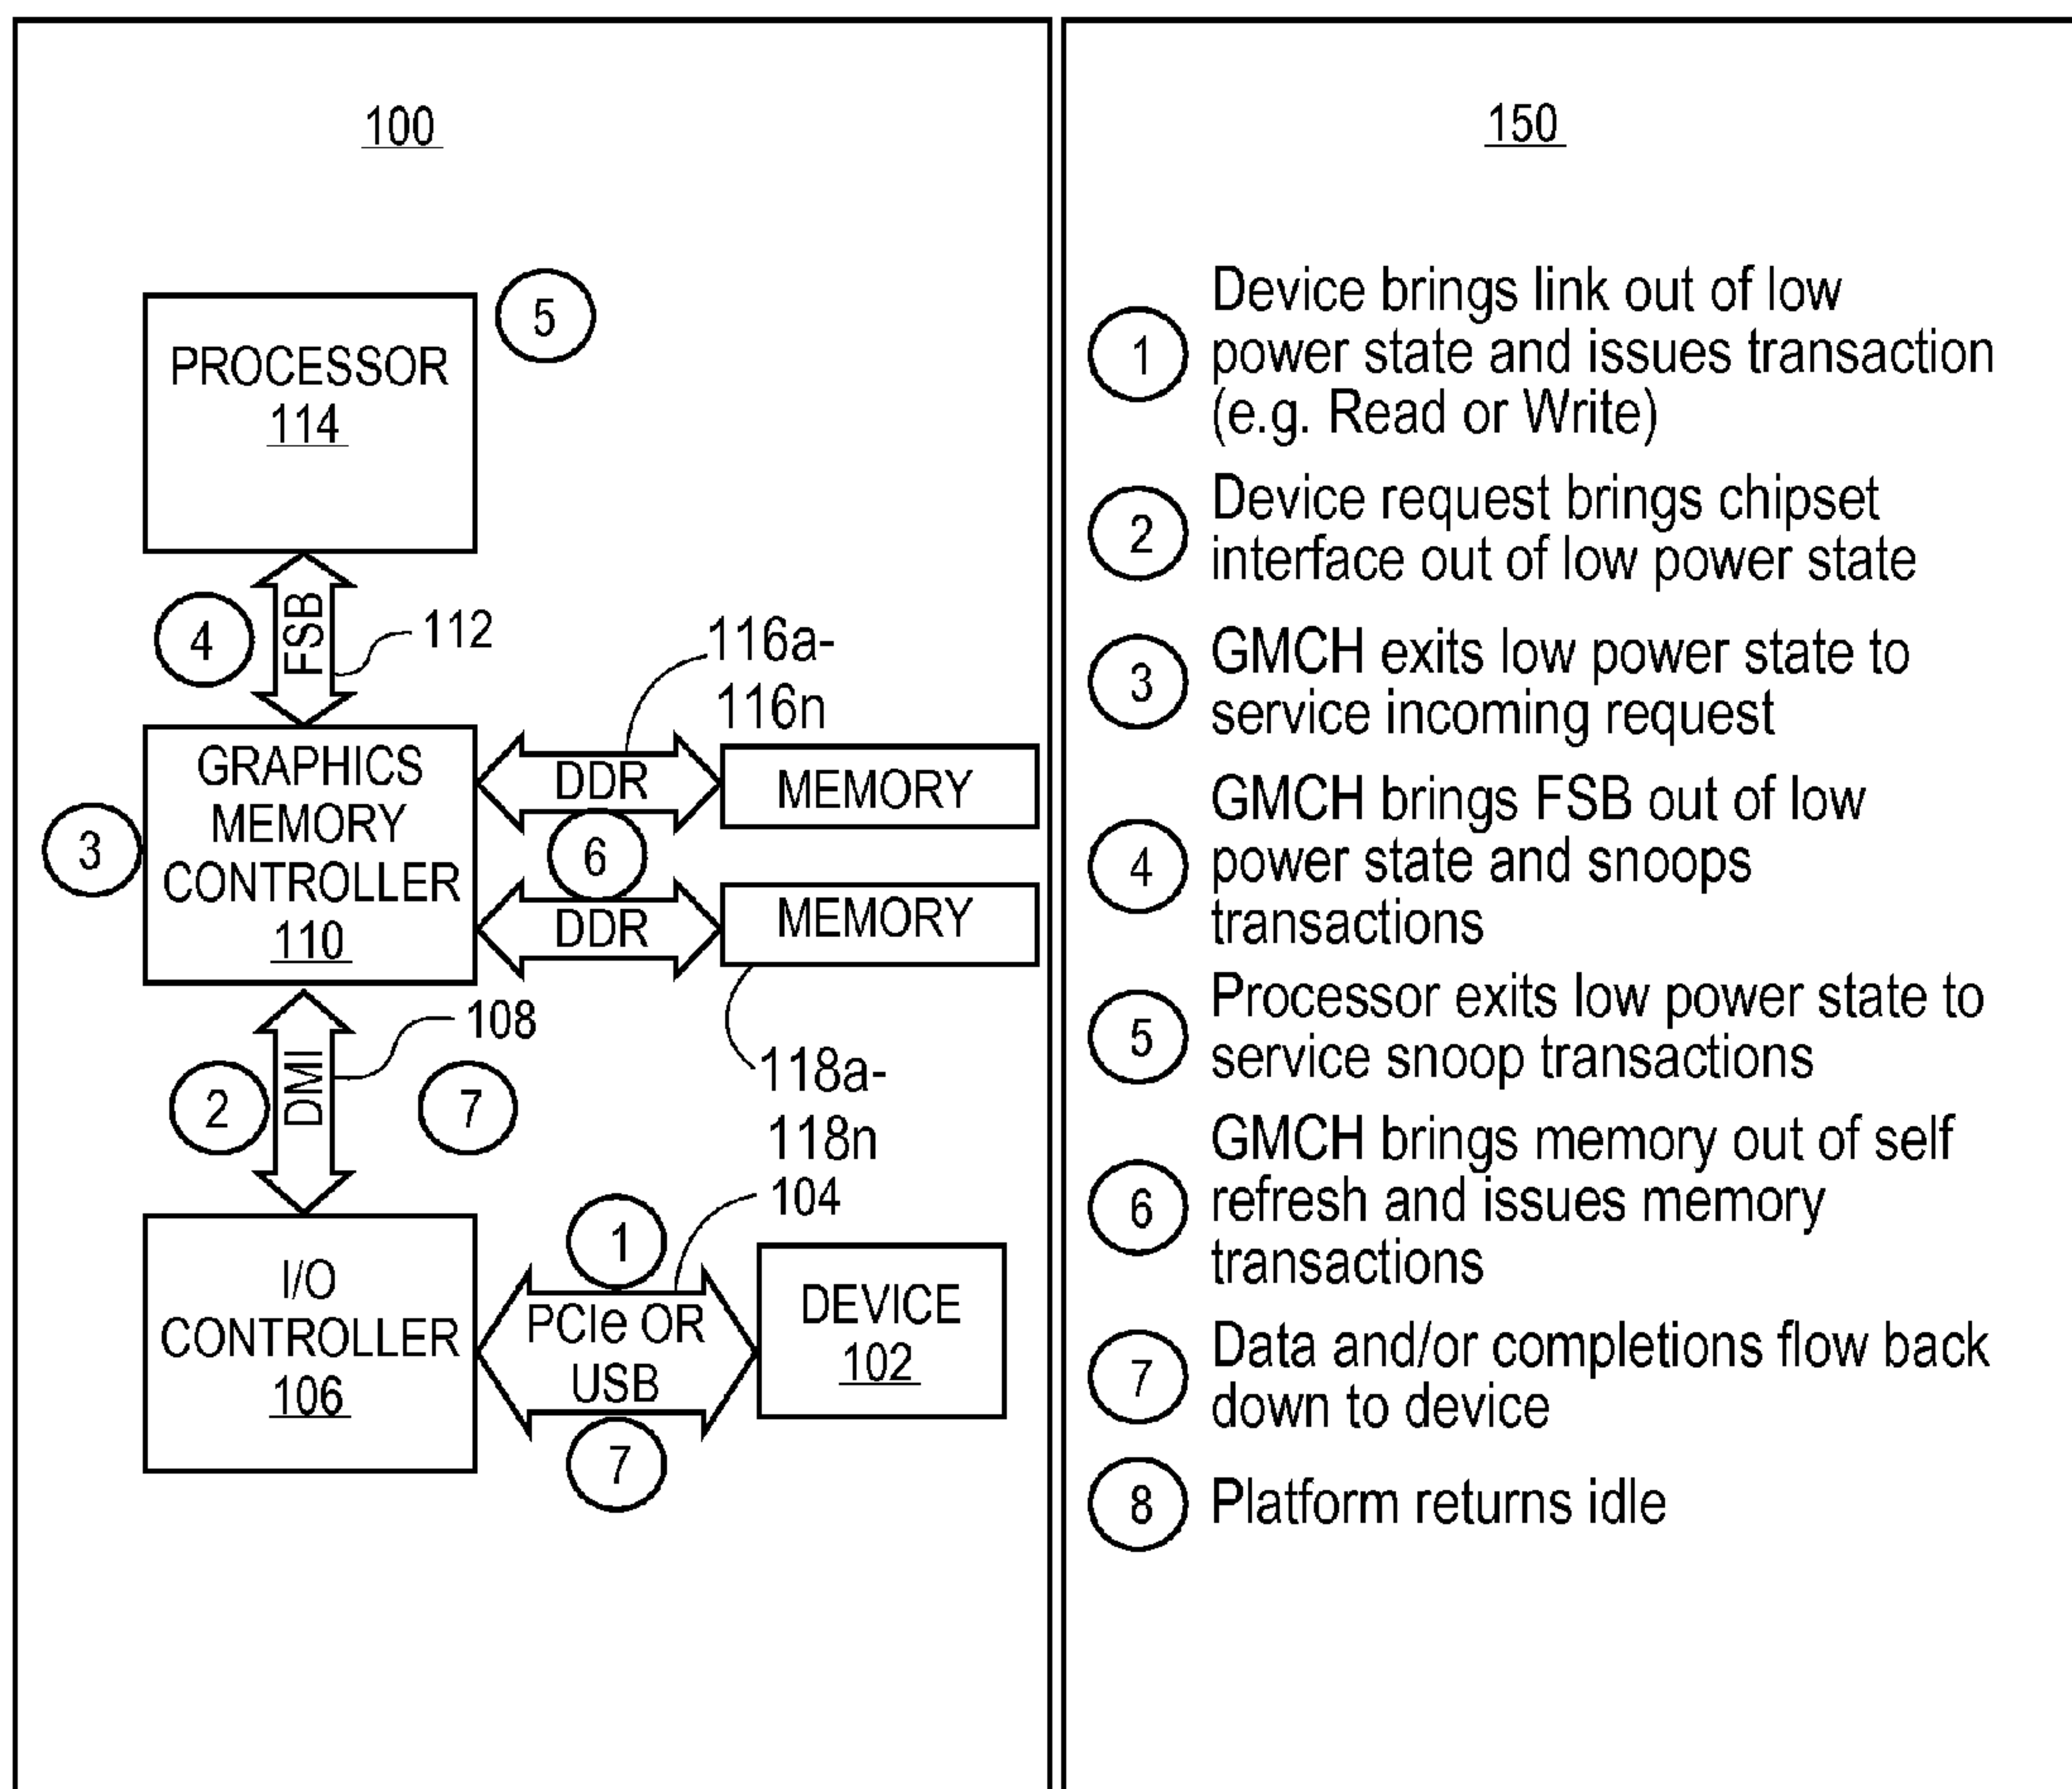 100
5
PROCESSOR
114
4
FSB
112
116a-
116n
GRAPHICS
MEMORY
CONTROLLER
110
3
DDR
MEMORY
6
DDR
MEMORY
108
2
DMI
7
118a-
118n
104
1
I/O
CONTROLLER
106
PCIe OR
USB
DEVICE
102
7
150
1
Device brings link out of low
power state and issues transaction
(e.g. Read or Write)
2
Device request brings chipset
interface out of low power state
3
GMCH exits low power state to
service incoming request
4
GMCH brings FSB out of low
power state and snoops
transactions
5
Processor exits low power state to
service snoop transactions
6
GMCH brings memory out of self
refresh and issues memory
transactions
7
Data and/or completions flow back
down to device
8
Platform returns idle